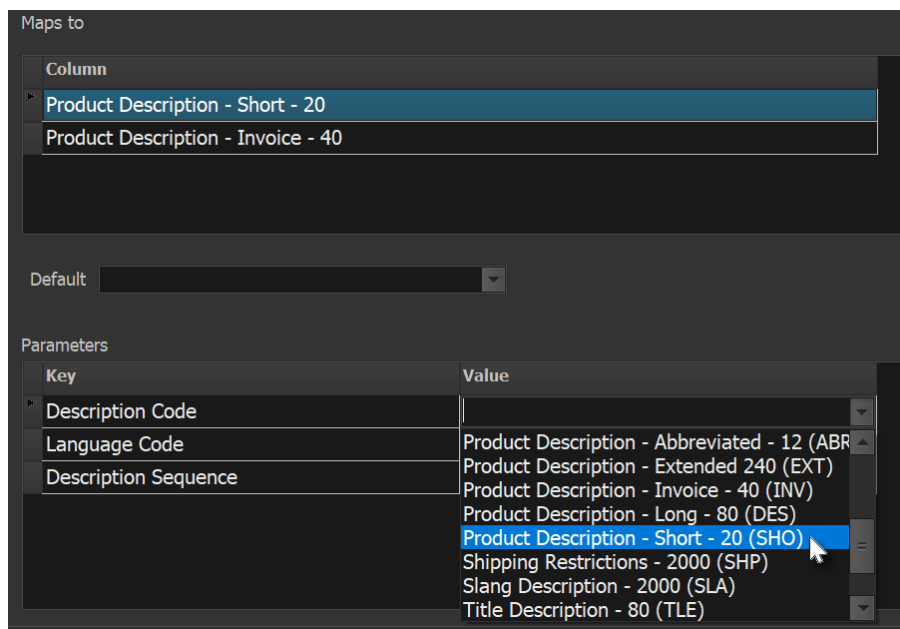 Maps to
Column
Product Description - Short - 20
Product Description - Invoice - 40
Default
Parameters
Key Value
Description Code
Language Code
Description Sequence
Product Description - Abbreviated - 12 (ABR
Product Description - Extended 240 (EXT)
Product Description - Invoice - 40 (INV)
Product Description - Long - 80 (DES)
Product Description - Short - 20 (SHO)
Shipping Restrictions - 2000 (SHP)
Slang Description - 2000 (SLA)
Title Description - 80 (TLE)